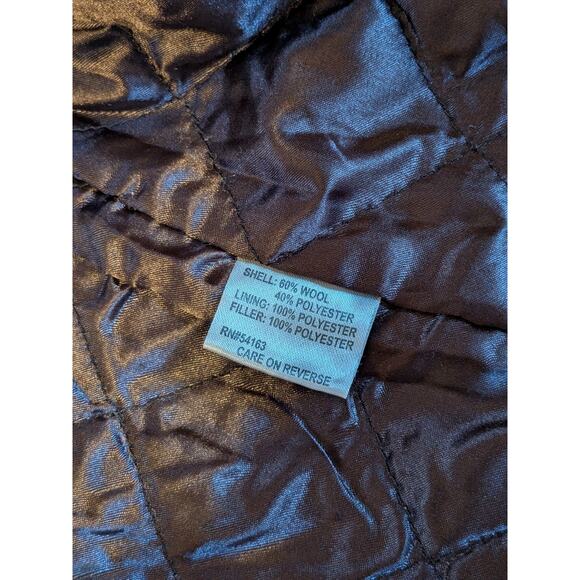 SHELL: 60% WOOL
40% POLYESTER
LINING: 100% POLYESTER
FILLER: 100% POLYESTER
RN#54163
CARE ON REVERSE